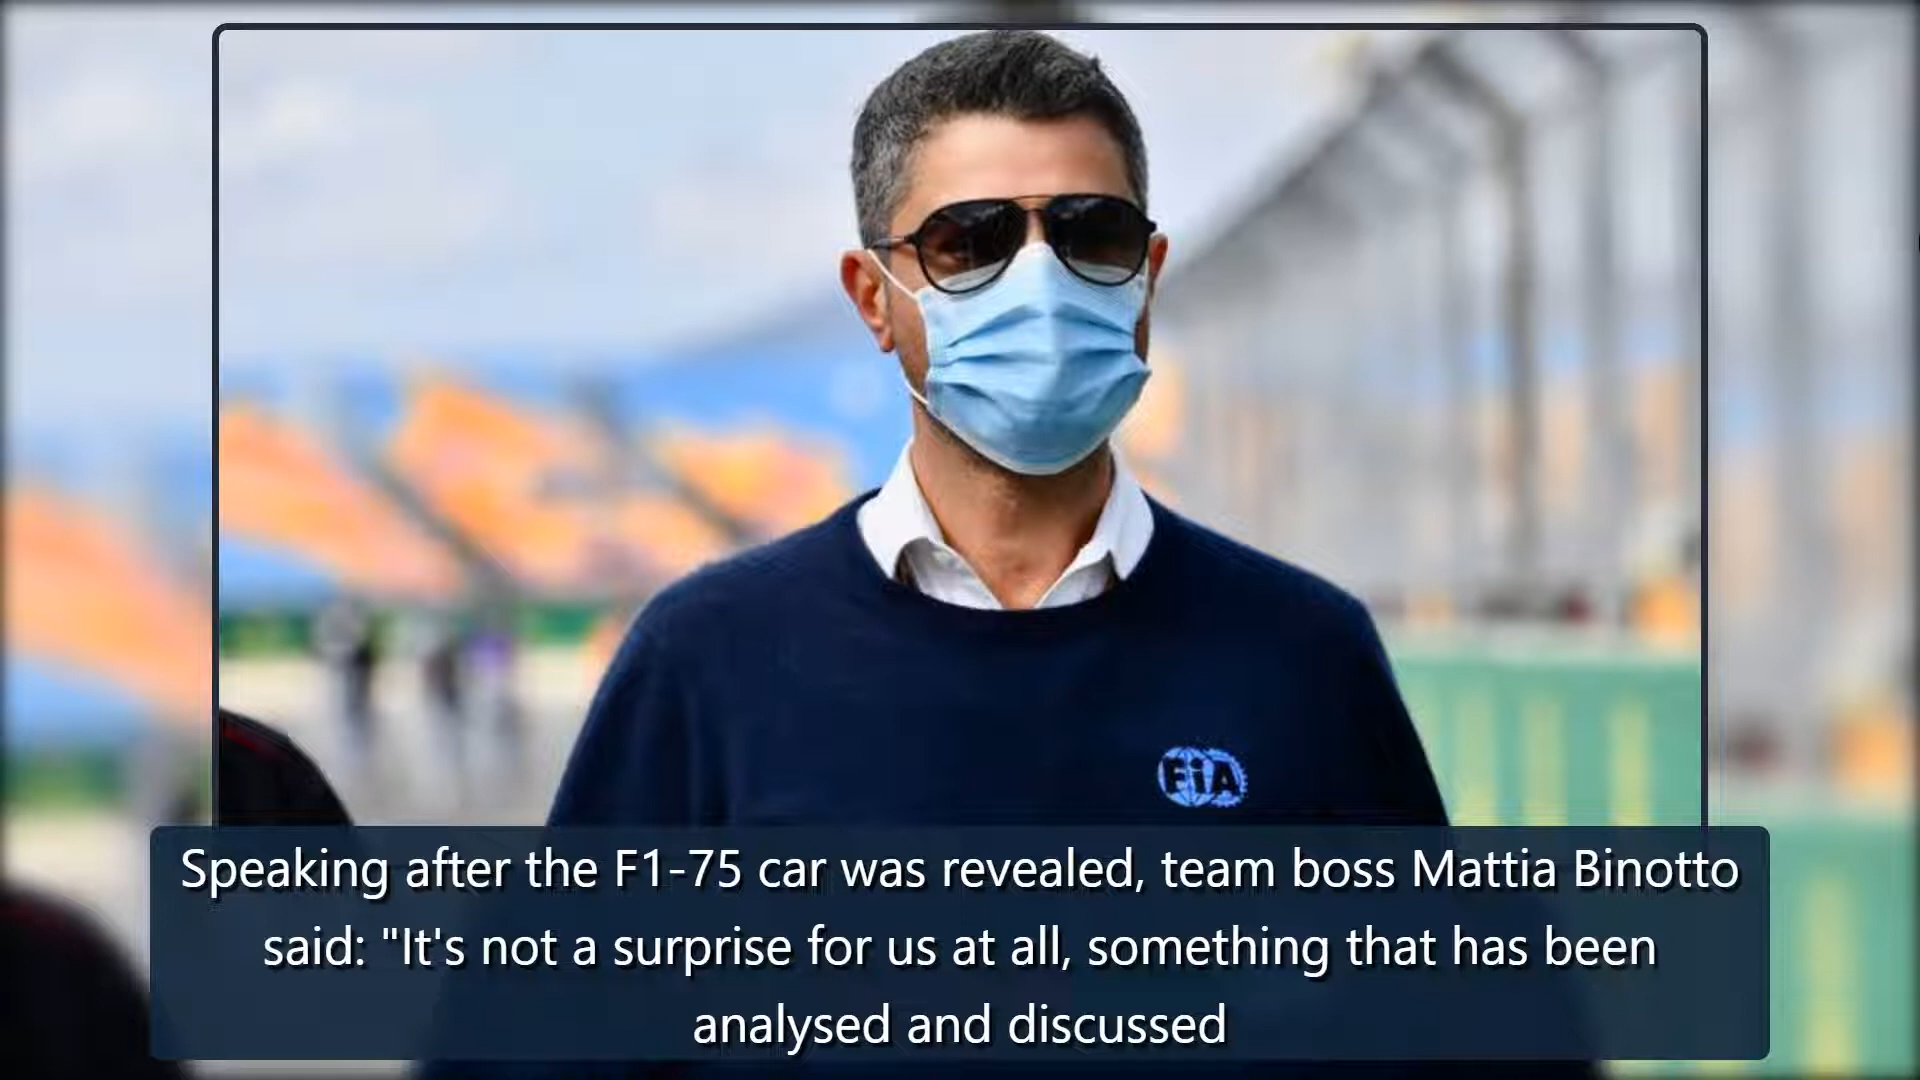 FiA
Speaking after the F1-75 car was revealed, team boss Mattia Binotto
said: "It's not a surprise for us at all, something that has been
analysed and discussed